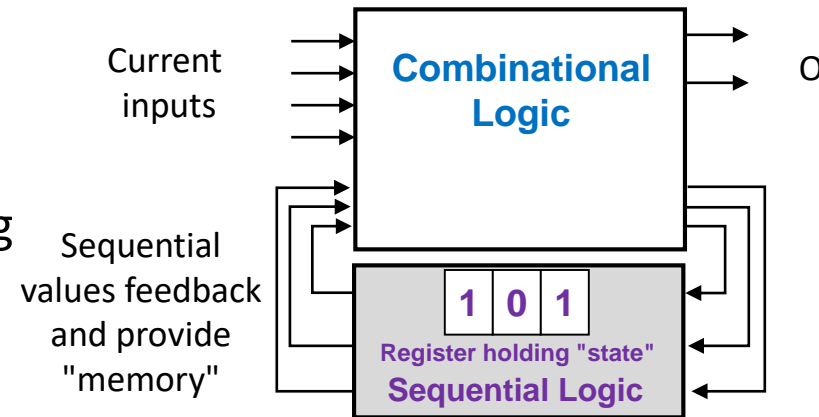 Current
inputs
Combinational
Logic
O
g
Sequential
values feedback
and provide
"memory"
1 0 1
Register holding "state"
Sequential Logic